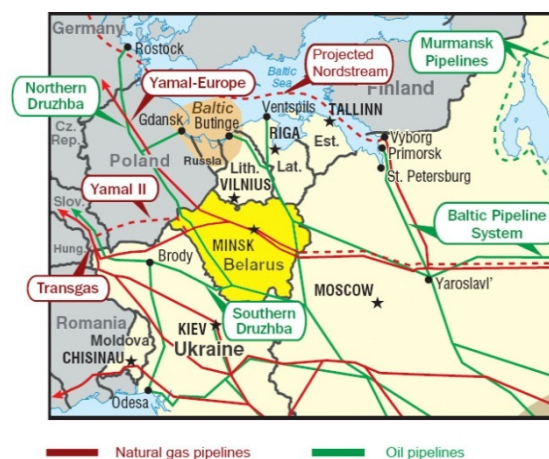 Germany
Rostock
Northern
Druzhba
Yamal-Europe
Baltic
Sea
Projected
Nordstream
Finland
Murmansk
Pipelines
Gdansk
Baltic
Butinge
Ventspils
TALLINN
RIGA
Est.
Vyborg
Primorsk
St. Petersburg
Cz.
Rep.
Poland
Russia
Lith.
Lat.
VILNIUS
Yamal II
Slov.
Hung.
Transgas
MINSK
Belarus
Baltic Pipeline
System
Brody
MOSCOW
Yaroslavl'
Southern
Druzhba
Romania
Moldova
CHISINAU
KIEV
Ukraine
Odesa
Natural gas pipelines
Oil pipelines